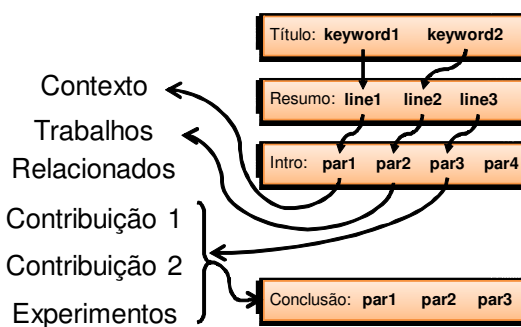 Título: keyword1 keyword2
Contexto
Resumo: line1 line2 line3
Trabalhos
Relacionados
Intro: par1 par2 par3 par4
Contribuição 1
Contribuição 2
Experimentos
Conclusão: par1 par2 par3